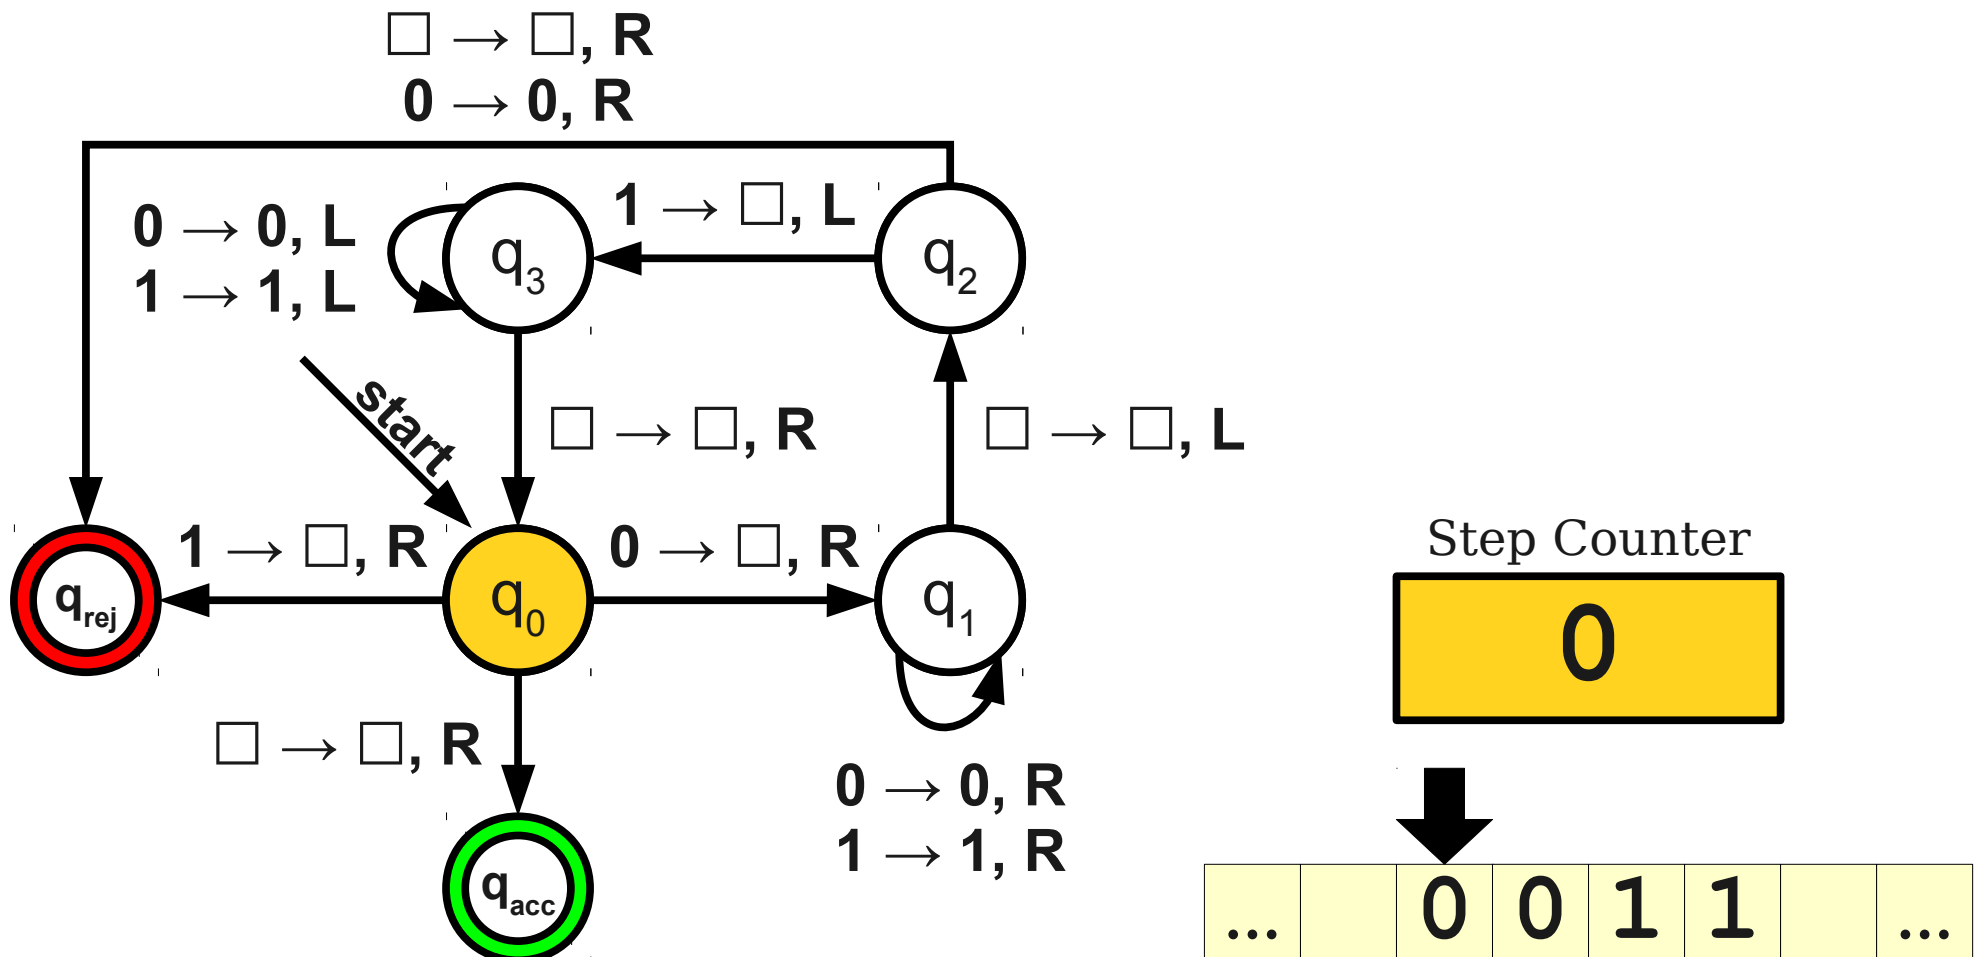 □ → □, R
0 → 0, R
0 → 0, L
1 → 1, L
q3
1 → □, L
q2
start
□ → □, R
□ → □, L
qrej
1 → □, R
q0
0 → □, R
q1
Step Counter
0
□ → □, R
0 → 0, R
1 → 1, R
qacc
... 0 0 1 1 ...